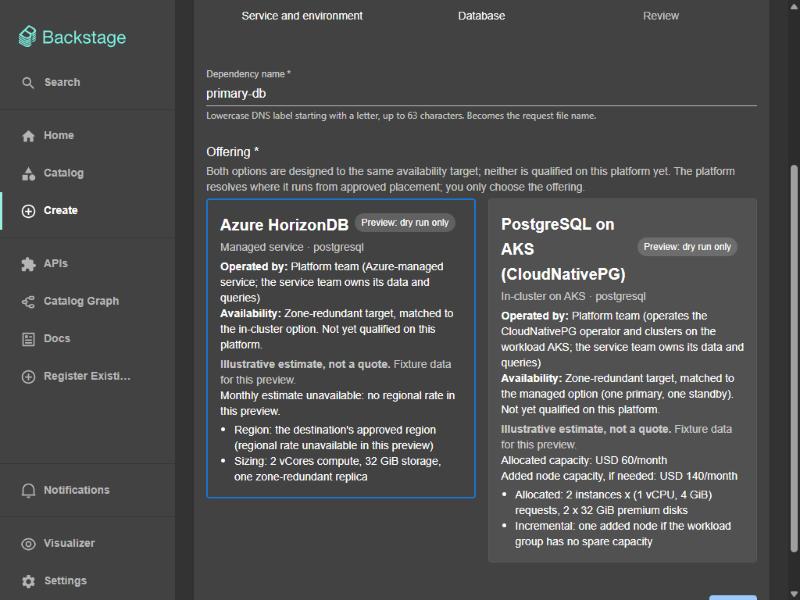 Service and environment
Database
Review
Backstage
Search
Home
Catalog
Create
APIs
Catalog Graph
Docs
Register Existi...
Notifications
Visualizer
Settings
Dependency name *
primary-db
Lowercase DNS label starting with a letter, up to 63 characters. Becomes the request file name.
Offering *
Both options are designed to the same availability target; neither is qualified on this platform yet. The platform
resolves where it runs from approved placement; you only choose the offering.
Azure HorizonDB
Preview: dry run only
Managed service · postgresql
Operated by: Platform team (Azure-managed
service; the service team owns its data and
queries)
Availability: Zone-redundant target, matched to
the in-cluster option. Not yet qualified on this
platform.
Illustrative estimate, not a quote. Fixture data
for this preview.
Monthly estimate unavailable: no regional rate in
this preview.
• Region: the destination's approved region
(regional rate unavailable in this preview)
• Sizing: 2 vCores compute, 32 GiB storage,
one zone-redundant replica
PostgreSQL on
AKS
(CloudNativePG)
Preview: dry run only
In-cluster on AKS · postgresql
Operated by: Platform team (operates the
CloudNativePG operator and clusters on the
workload AKS; the service team owns its data and
queries)
Availability: Zone-redundant target, matched to
the managed option (one primary, one standby).
Not yet qualified on this platform.
Illustrative estimate, not a quote. Fixture data
for this preview.
Allocated capacity: USD 60/month
Added node capacity, if needed: USD 140/month
• Allocated: 2 instances x (1 vCPU, 4 GiB)
requests, 2 x 32 GiB premium disks
• Incremental: one added node if the workload
group has no spare capacity